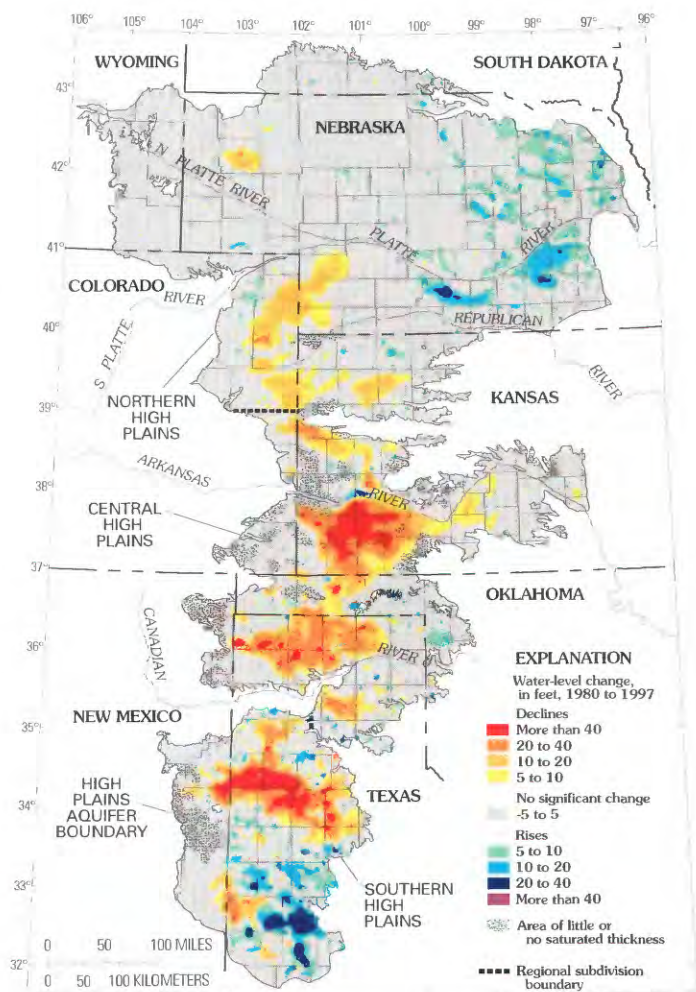 106° 105° 104° 103° 102° 101° 100° 99° 98° 97° 96°
43°
WYOMING
SOUTH DAKOTA
NEBRASKA
42°
N PLATTE RIVER
PLATTE
RIVER
41°
106° 105° 104°
COLORADO
RIVER
S PLATTE
40°
REPUBLICAN
RIVER
NORTHERN
HIGH
PLAINS
39°
KANSAS
ARKANSAS
RIVER
38°
CENTRAL
HIGH
PLAINS
37°
OKLAHOMA
CANADIAN
RIVER
36°
35°
NEW MEXICO
HIGH
PLAINS
AQUIFER
BOUNDARY
34°
TEXAS
33°
SOUTHERN
HIGH
PLAINS
32°
0 50 100 MILES
0 50 100 KILOMETERS
EXPLANATION
Water-level change,
in feet, 1980 to 1997
Declines
More than 40
20 to 40
10 to 20
5 to 10
No significant change
-5 to 5
Rises
5 to 10
10 to 20
20 to 40
More than 40
Area of little or
no saturated thickness
Regional subdivision
boundary